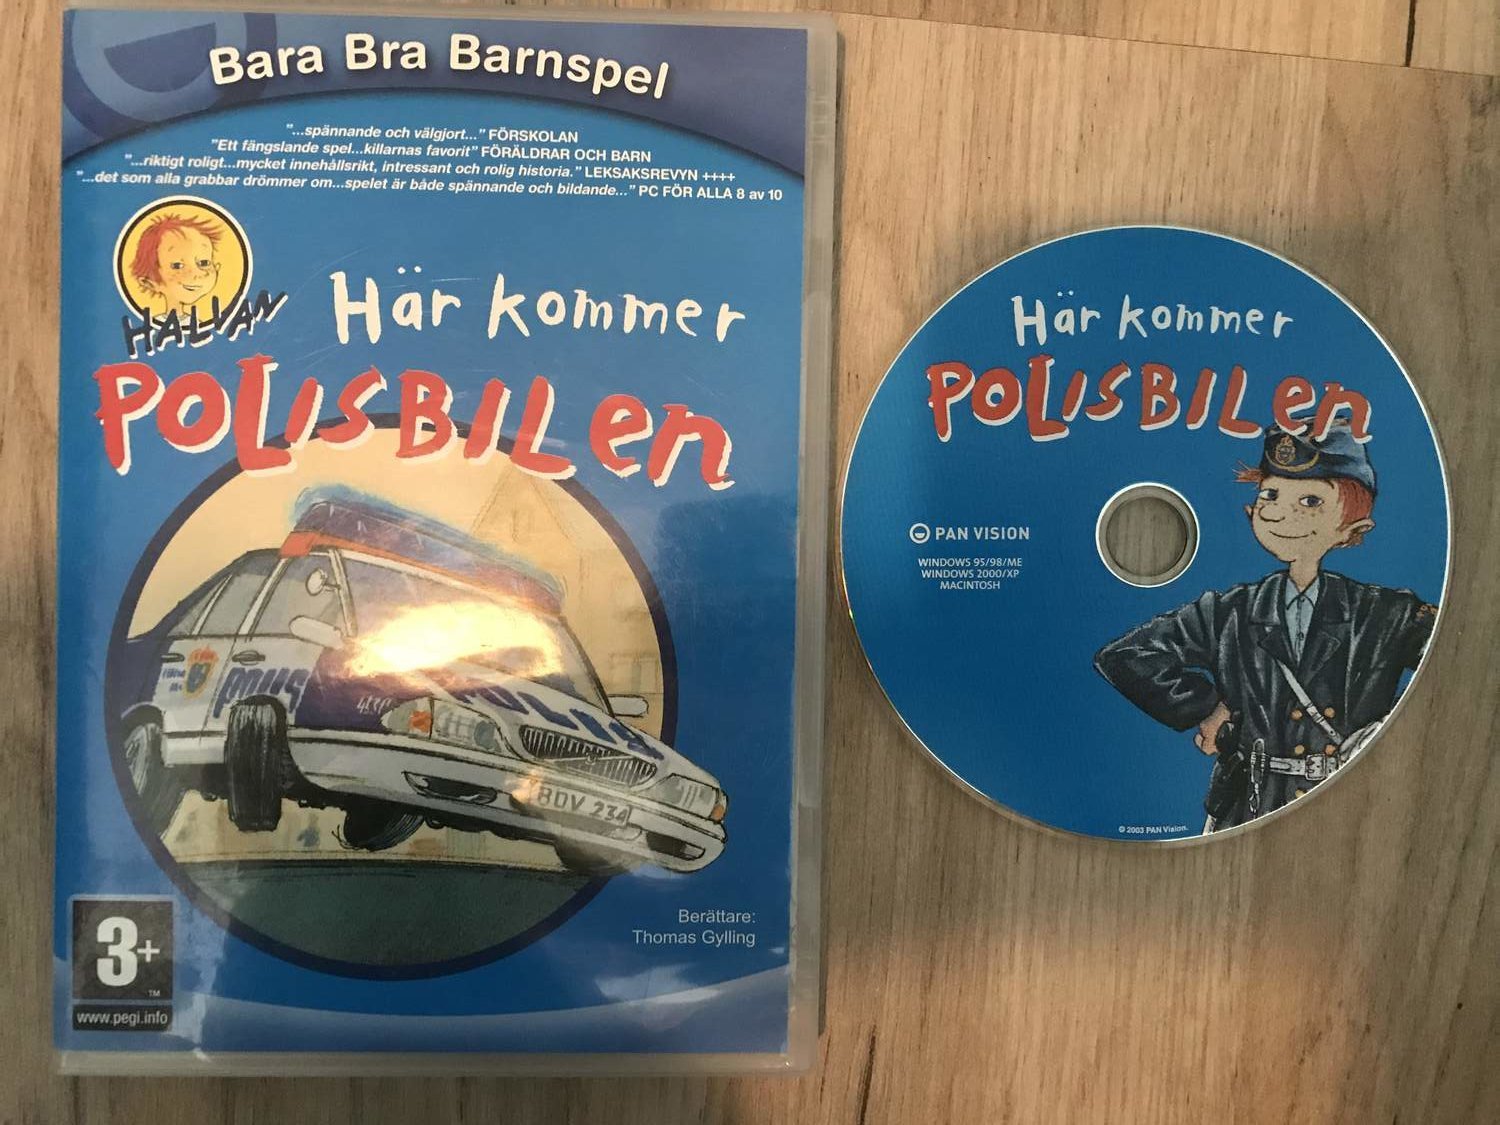 Bara Bra Barnspel
"...spännande och välgjort..." FÖRSKOLAN
"Ett fängslande spel...killarnas favorit" FÖRÄLDRAR OCH BARN
"...riktigt roligt...mycket innehållsrikt, intressant och rolig historia." LEKSAKSREVYN ++++
"...det som alla grabbar drömmer om...spelet är både spännande och bildande..." PC FÖR ALLA 8 av 10
HALVAN
Här kommer
POLISBILen
POLIS
BDV 234
Berättare:
Thomas Gylling
3+
TM
www.pegi.info
Här kommer
POLISBILen
PAN VISION
WINDOWS 95/98/ME
WINDOWS 2000/XP
MACINTOSH
© 2003 PAN Vision.